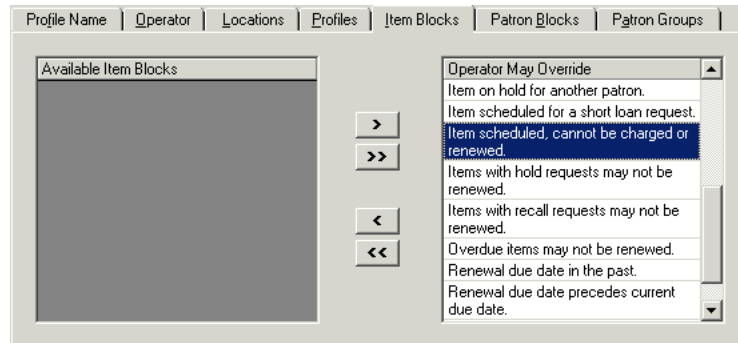 Profile Name Operator Locations Profiles Item Blocks Patron Blocks Patron Groups
Available Item Blocks
>
>>
<
<<
Operator May Override
Item on hold for another patron.
Item scheduled for a short loan request.
Item scheduled, cannot be charged or
renewed.
Items with hold requests may not be
renewed.
Items with recall requests may not be
renewed.
Overdue items may not be renewed.
Renewal due date in the past.
Renewal due date precedes current
due date.